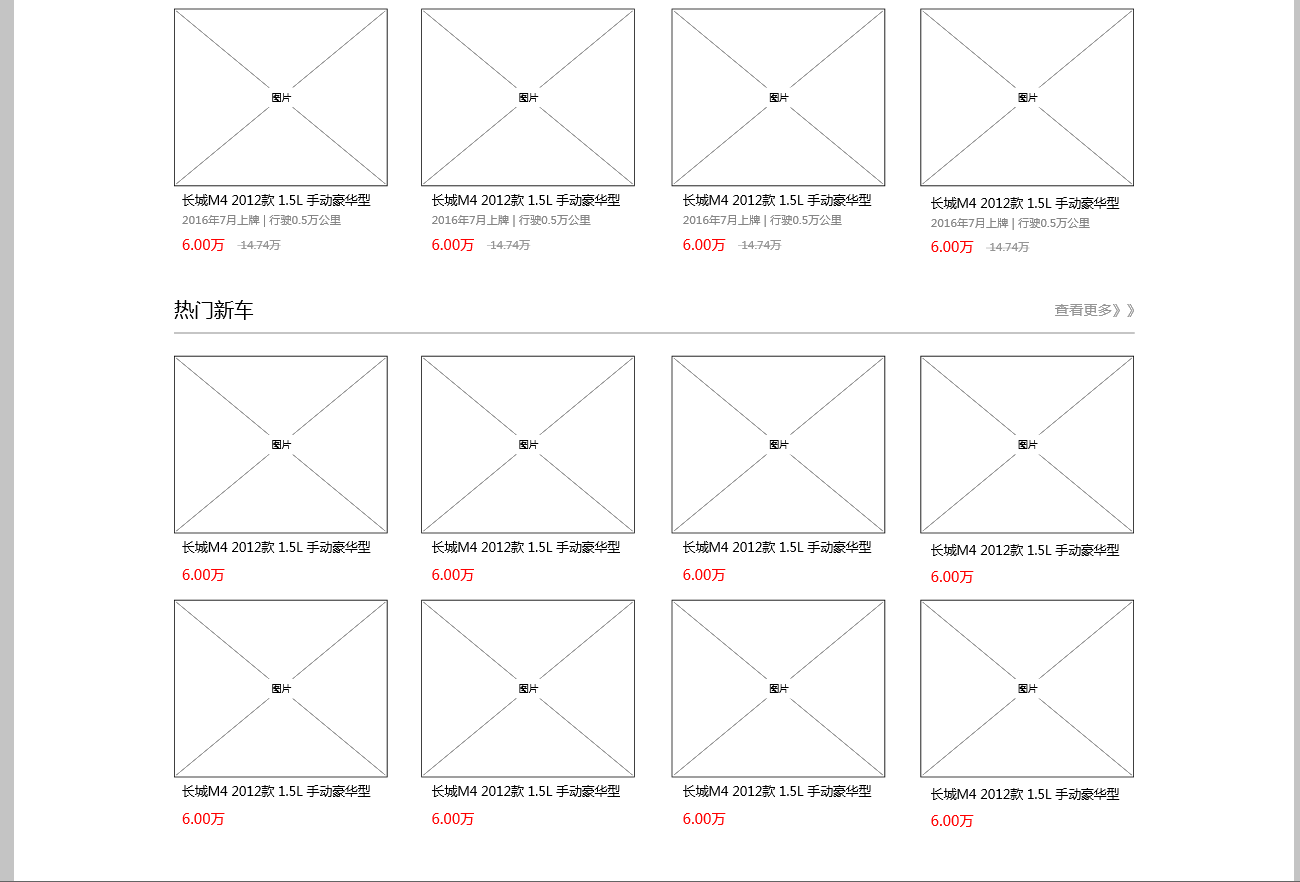 图片 图片 图片 图片
长城M4 2012款 1.5L 手动豪华型 长城M4 2012款 1.5L 手动豪华型 长城M4 2012款 1.5L 手动豪华型 长城M4 2012款 1.5L 手动豪华型
2016年7月上牌 | 行驶0.5万公里 2016年7月上牌 | 行驶0.5万公里 2016年7月上牌 | 行驶0.5万公里 2016年7月上牌 | 行驶0.5万公里
6.00万 14.74万 6.00万 14.74万 6.00万 14.74万 6.00万 14.74万
热门新车 查看更多》》
图片 图片 图片 图片
长城M4 2012款 1.5L 手动豪华型 长城M4 2012款 1.5L 手动豪华型 长城M4 2012款 1.5L 手动豪华型 长城M4 2012款 1.5L 手动豪华型
6.00万 6.00万 6.00万 6.00万
图片 图片 图片 图片
长城M4 2012款 1.5L 手动豪华型 长城M4 2012款 1.5L 手动豪华型 长城M4 2012款 1.5L 手动豪华型 长城M4 2012款 1.5L 手动豪华型
6.00万 6.00万 6.00万 6.00万